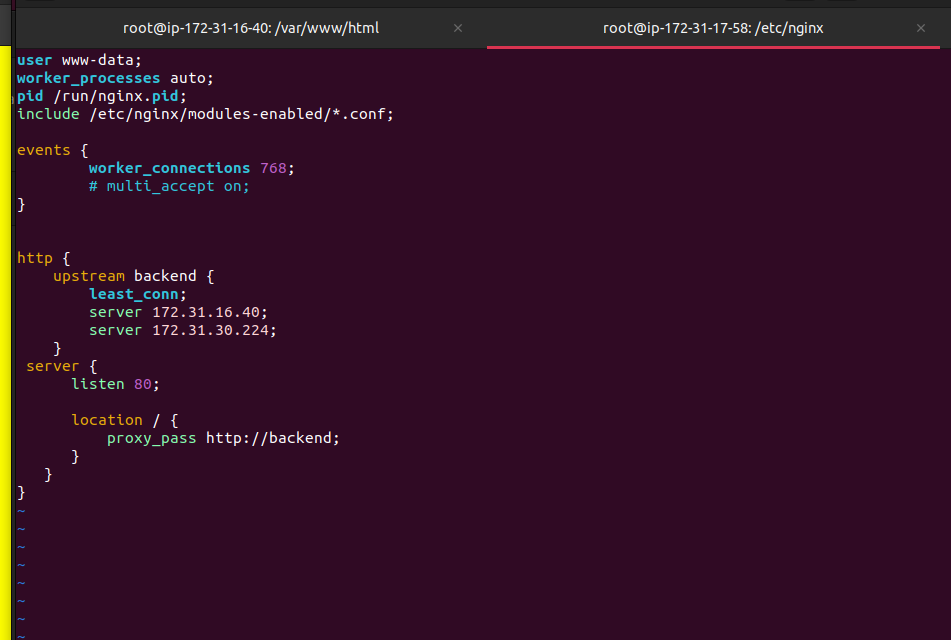 root@ip-172-31-16-40: /var/www/html × root@ip-172-31-17-58: /etc/nginx ×
user www-data;
worker_processes auto;
pid /run/nginx.pid;
include /etc/nginx/modules-enabled/*.conf;
events {
        worker_connections 768;
        # multi_accept on;
}
http {
    upstream backend {
        least_conn;
        server 172.31.16.40;
        server 172.31.30.224;
    }
 server {
      listen 80;
      location / {
          proxy_pass http://backend;
      }
   }
}
~
~
~
~
~
~
~
~